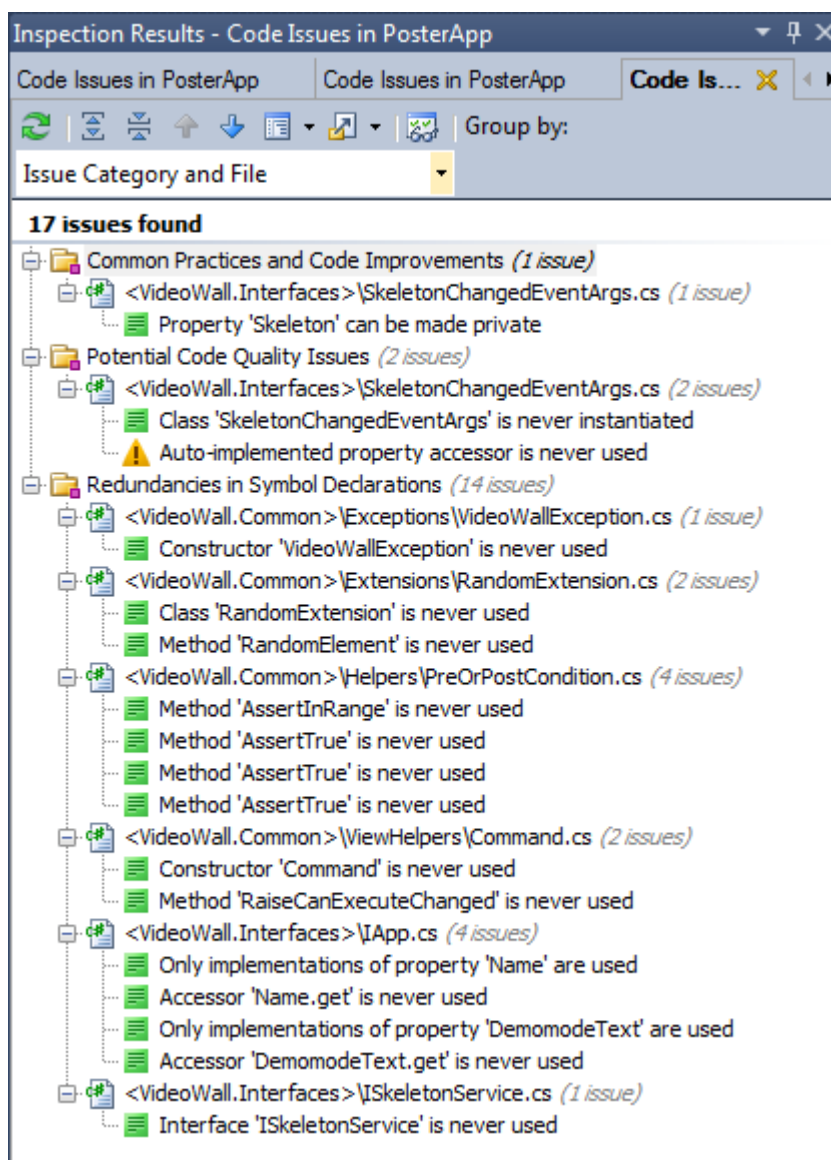 Inspection Results - Code Issues in PosterApp
Code Issues in PosterApp Code Issues in PosterApp Code Is...
Group by:
Issue Category and File
17 issues found
Common Practices and Code Improvements (1 issue)
<VideoWall.Interfaces>\SkeletonChangedEventArgs.cs (1 issue)
Property 'Skeleton' can be made private
Potential Code Quality Issues (2 issues)
<VideoWall.Interfaces>\SkeletonChangedEventArgs.cs (2 issues)
Class 'SkeletonChangedEventArgs' is never instantiated
Auto-implemented property accessor is never used
Redundancies in Symbol Declarations (14 issues)
<VideoWall.Common>\Exceptions\VideoWallException.cs (1 issue)
Constructor 'VideoWallException' is never used
<VideoWall.Common>\Extensions\RandomExtension.cs (2 issues)
Class 'RandomExtension' is never used
Method 'RandomElement' is never used
<VideoWall.Common>\Helpers\PreOrPostCondition.cs (4 issues)
Method 'AssertInRange' is never used
Method 'AssertTrue' is never used
Method 'AssertTrue' is never used
Method 'AssertTrue' is never used
<VideoWall.Common>\ViewHelpers\Command.cs (2 issues)
Constructor 'Command' is never used
Method 'RaiseCanExecuteChanged' is never used
<VideoWall.Interfaces>\IApp.cs (4 issues)
Only implementations of property 'Name' are used
Accessor 'Name.get' is never used
Only implementations of property 'DemomodeText' are used
Accessor 'DemomodeText.get' is never used
<VideoWall.Interfaces>\ISkeletonService.cs (1 issue)
Interface 'ISkeletonService' is never used